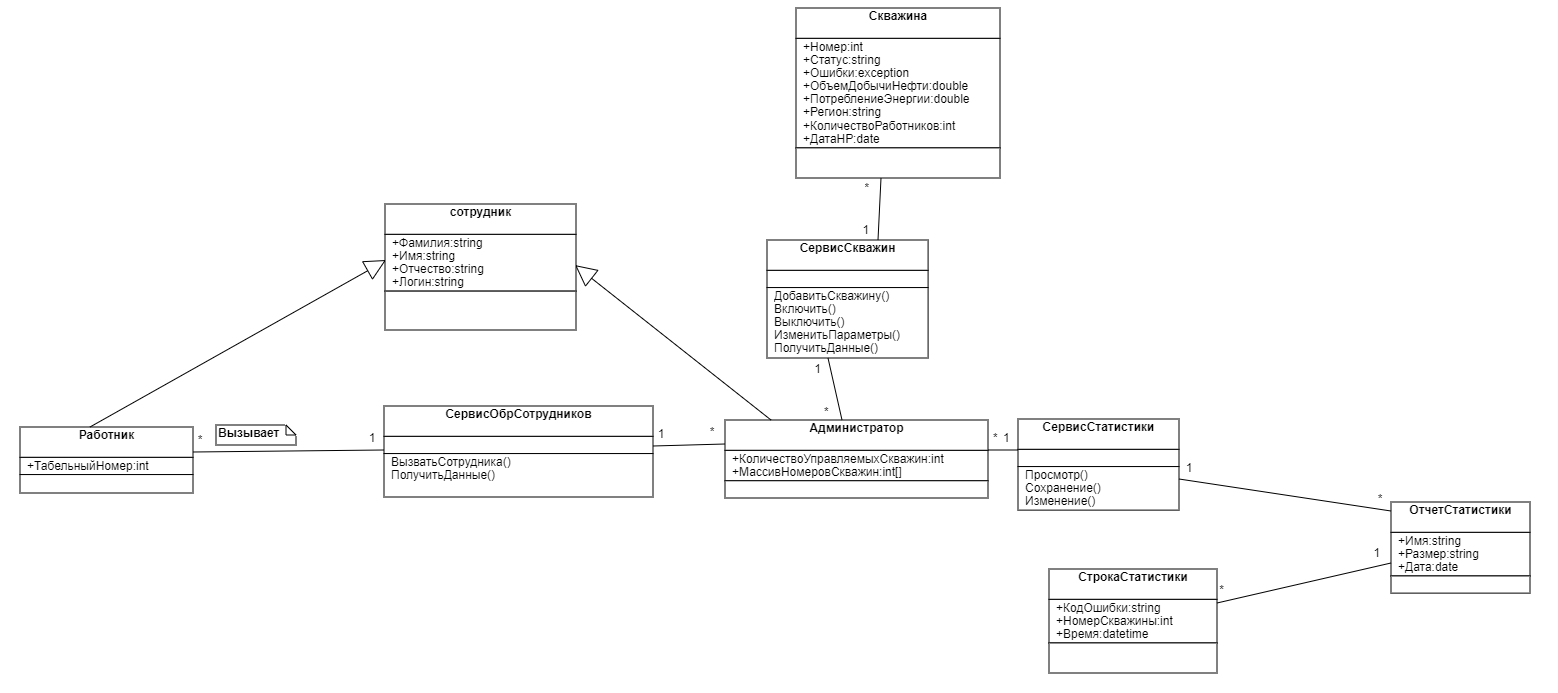 Скважина
+Номер:int
+Статус:string
+Ошибки:exception
+ОбъемДобычиНефти:double
+ПотреблениеЭнергии:double
+Регион:string
+КоличествоРаботников:int
+ДатаНР:date
*
1
сотрудник
+Фамилия:string
+Имя:string
+Отчество:string
+Логин:string
СервисСкважин
ДобавитьСкважину()
Включить()
Выключить()
ИзменитьПараметры()
ПолучитьДанные()
1
*
Работник
+ТабельныйНомер:int
*
Вызывает
1
СервисОбрСотрудников
ВызватьСотрудника()
ПолучитьДанные()
1
*
Администратор
+КоличествоУправляемыхСкважин:int
+МассивНомеровСкважин:int[]
*
1
СервисСтатистики
Просмотр()
Сохранение()
Изменение()
1
*
ОтчетСтатистики
+Имя:string
+Размер:string
+Дата:date
1
*
СтрокаСтатистики
+КодОшибки:string
+НомерСкважины:int
+Время:datetime